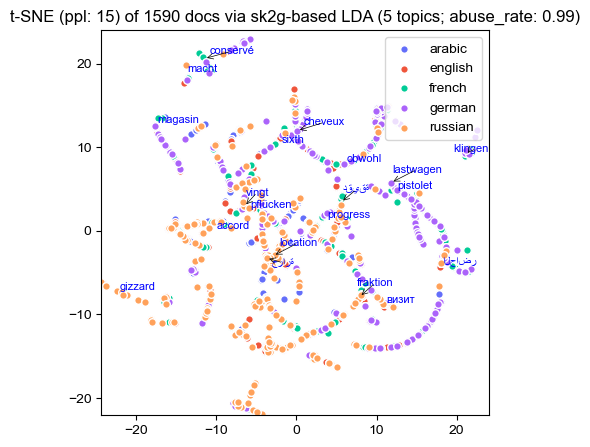 t-SNE (ppl: 15) of 1590 docs via sk2g-based LDA (5 topics; abuse_rate: 0.99)
arabic
english
french
german
russian
conservé
macht
magasin
cheveux
sixth
obwohl
klingen
lastwagen
pistolet
vingt
pflücken
progress
accord
location
gizzard
fraktion
визит
20
10
0
−10
−20
−20
−10
0
10
20